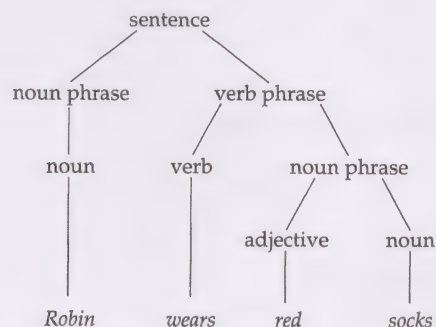 sentence
noun phrase verb phrase
noun verb noun phrase
adjective noun
Robin wears red socks